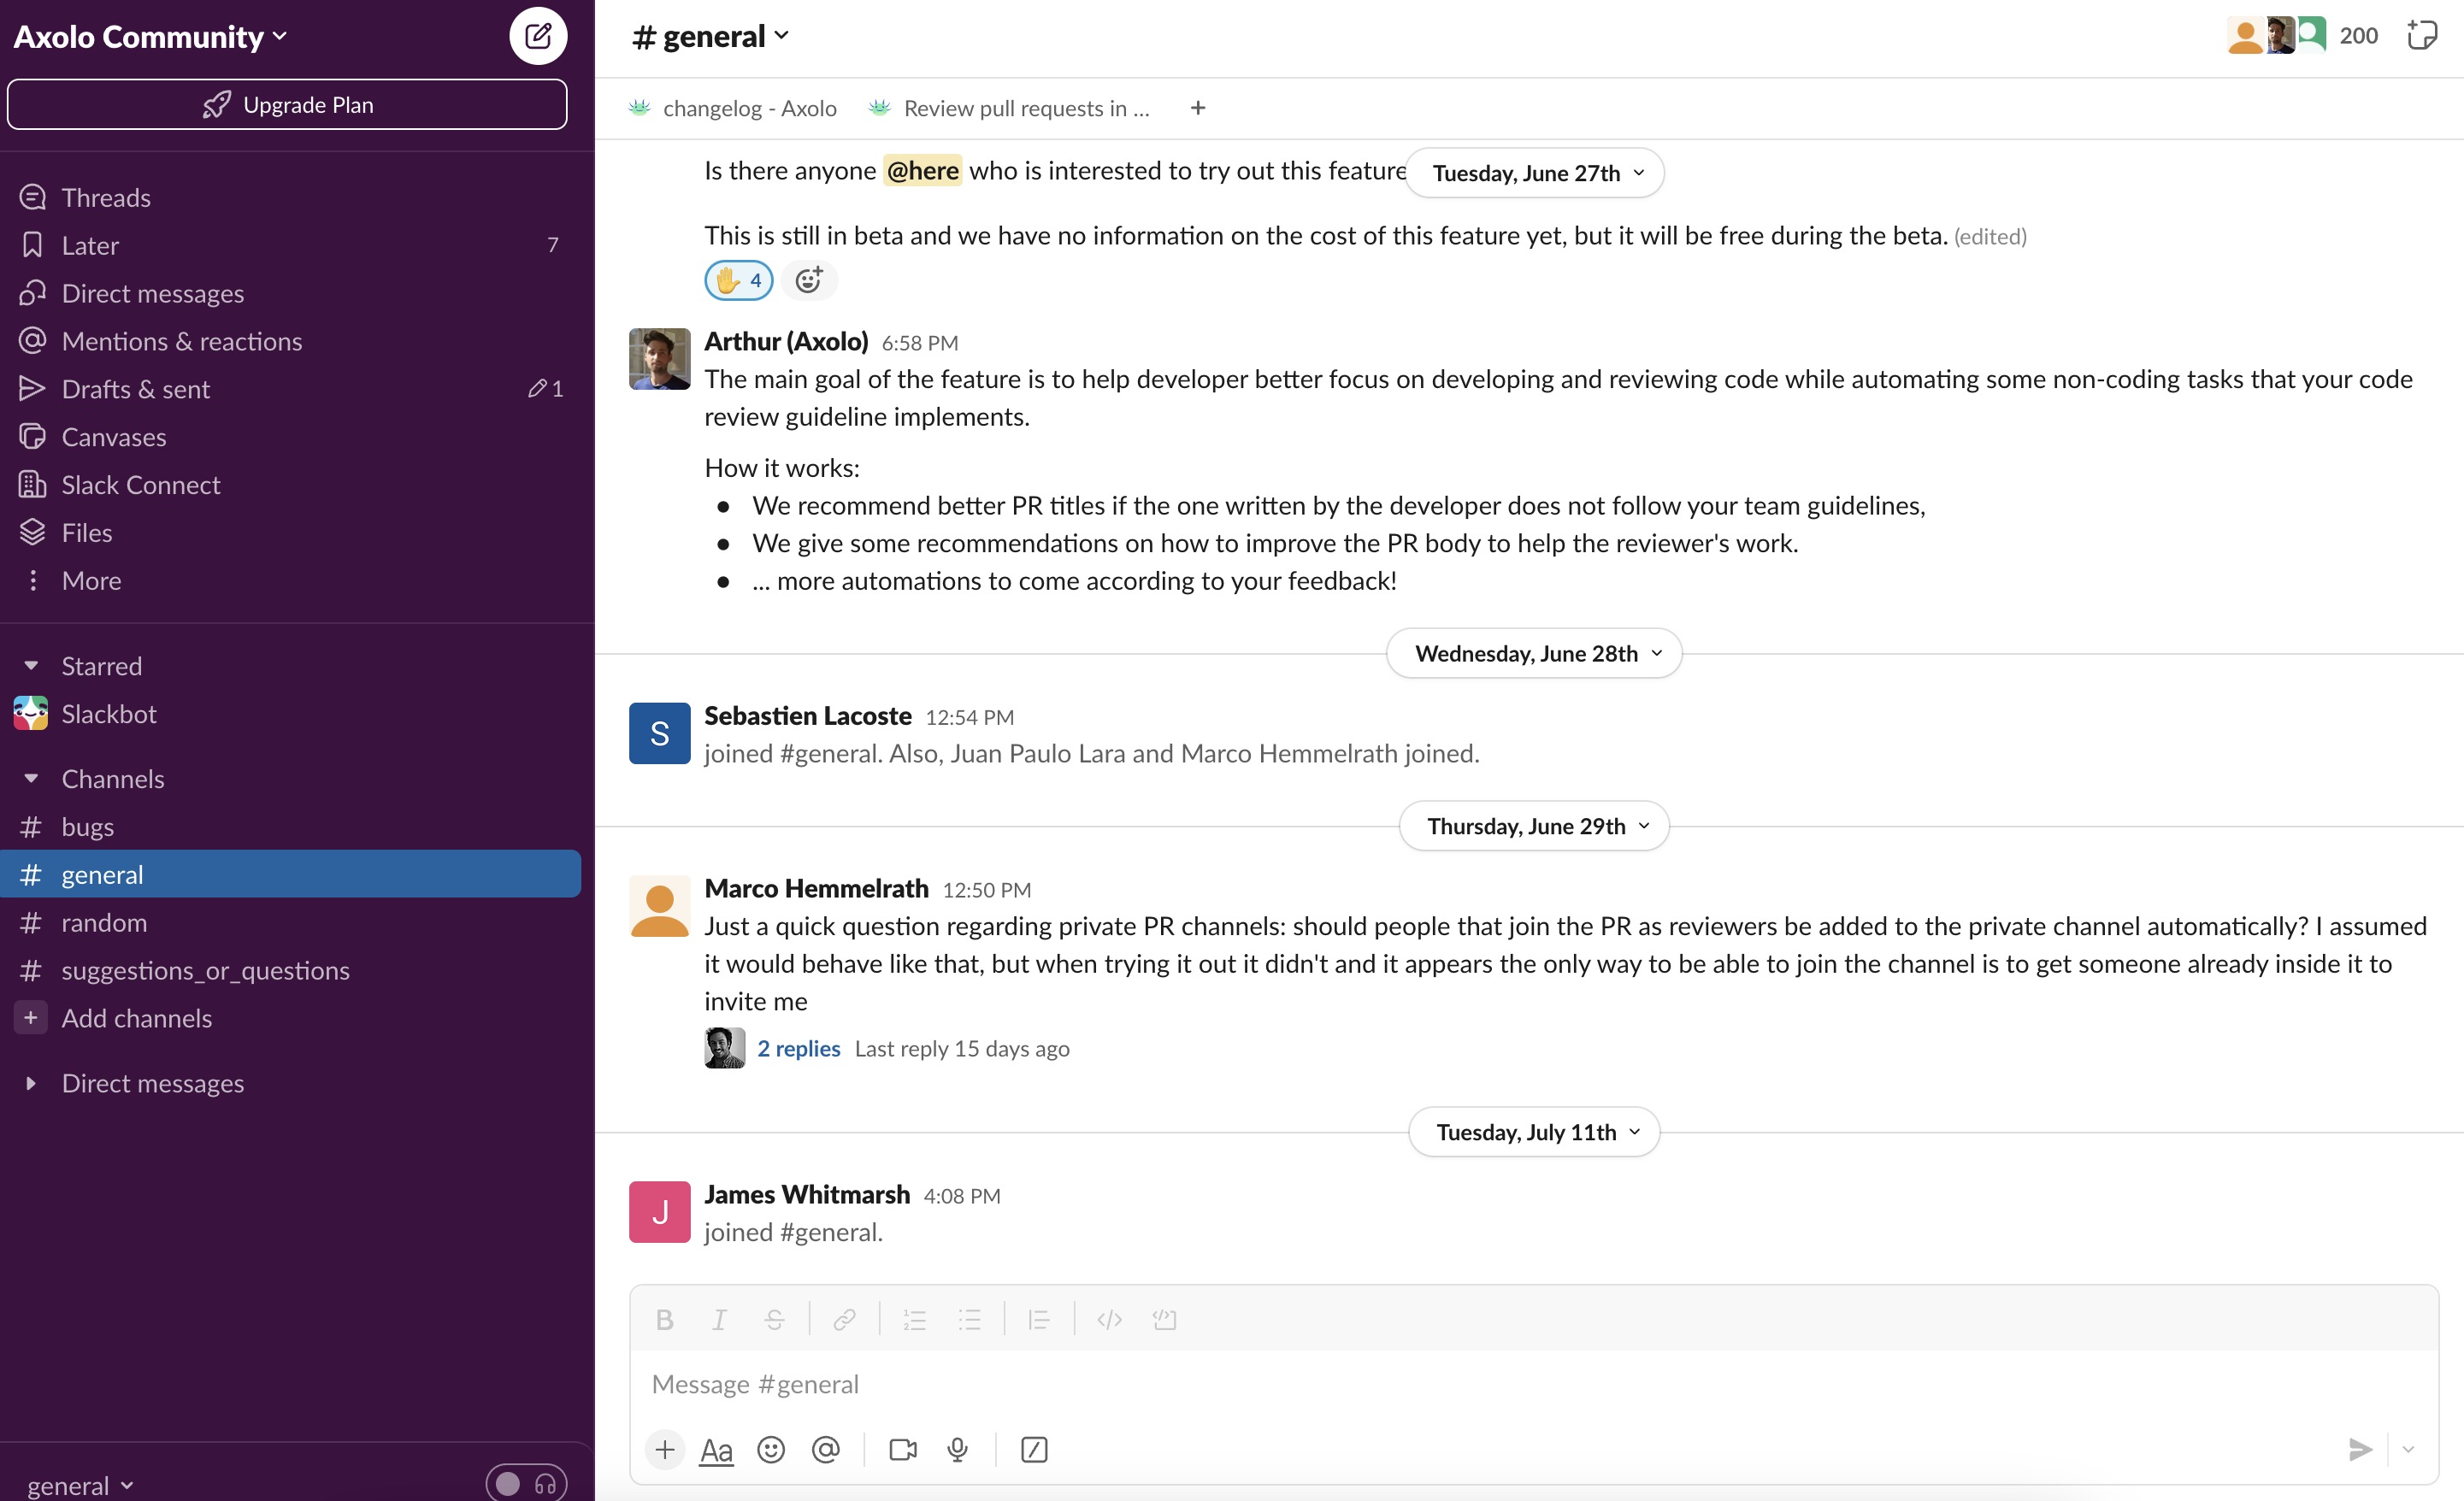 Axolo Community
Upgrade Plan
Threads
Later 7
Direct messages
Mentions & reactions
Drafts & sent 1
Canvases
Slack Connect
Files
More
Starred
Slackbot
Channels
# bugs
# general
# random
# suggestions_or_questions
+ Add channels
Direct messages
general
# general
200
changelog - Axolo Review pull requests in ... +
Is there anyone @here who is interested to try out this feature
Tuesday, June 27th
This is still in beta and we have no information on the cost of this feature yet, but it will be free during the beta. (edited)
4
Arthur (Axolo) 6:58 PM
The main goal of the feature is to help developer better focus on developing and reviewing code while automating some non-coding tasks that your code
review guideline implements.
How it works:
• We recommend better PR titles if the one written by the developer does not follow your team guidelines,
• We give some recommendations on how to improve the PR body to help the reviewer's work.
• ... more automations to come according to your feedback!
Wednesday, June 28th
S
Sebastien Lacoste 12:54 PM
joined #general. Also, Juan Paulo Lara and Marco Hemmelrath joined.
Thursday, June 29th
Marco Hemmelrath 12:50 PM
Just a quick question regarding private PR channels: should people that join the PR as reviewers be added to the private channel automatically? I assumed
it would behave like that, but when trying it out it didn't and it appears the only way to be able to join the channel is to get someone already inside it to
invite me
2 replies Last reply 15 days ago
Tuesday, July 11th
J
James Whitmarsh 4:08 PM
joined #general.
B I S
Message #general
+ Aa @